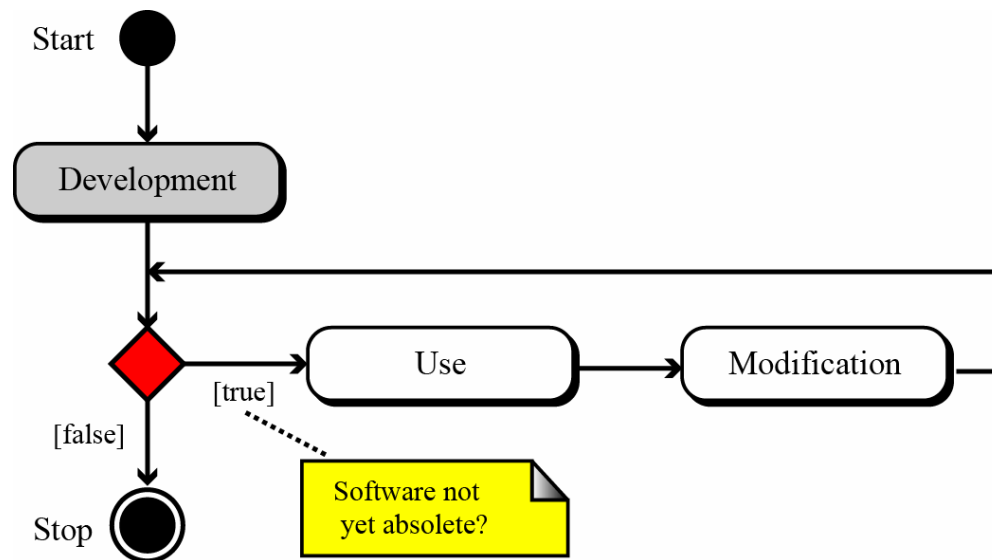 Start
Development
Use
Modification
[true]
[false]
Software not
yet absolete?
Stop